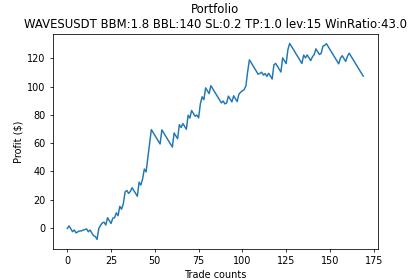 Portfolio
WAVESUSDT BBM:1.8 BBL:140 SL:0.2 TP:1.0 lev:15 WinRatio:43.0
Profit ($)
120
100
80
60
40
20
0
0 25 50 75 100 125 150 175
Trade counts